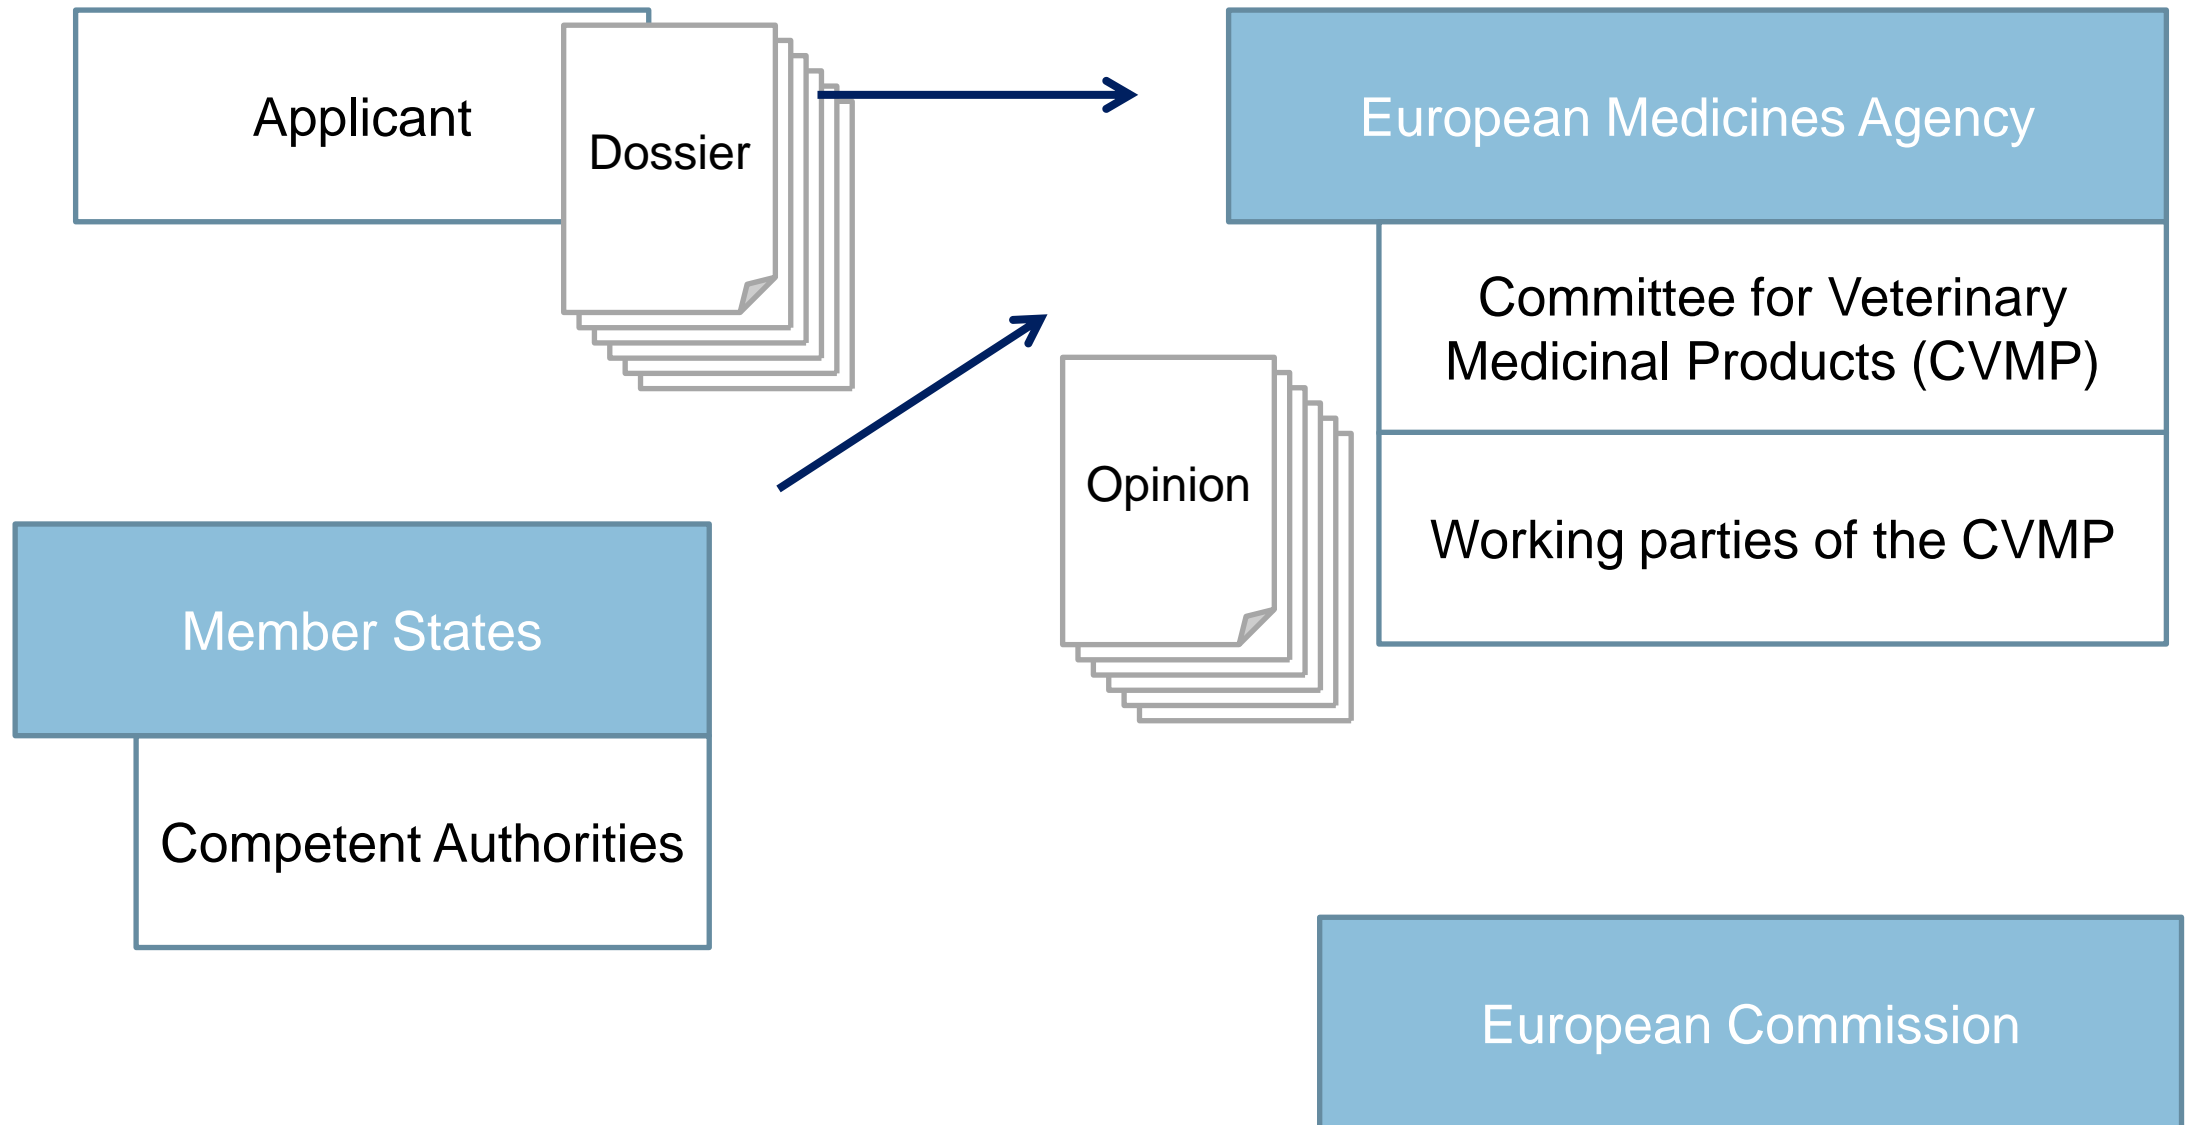 Applicant
Dossier
European Medicines Agency
Committee for Veterinary
Medicinal Products (CVMP)
Opinion
Working parties of the CVMP
Member States
Competent Authorities
European Commission